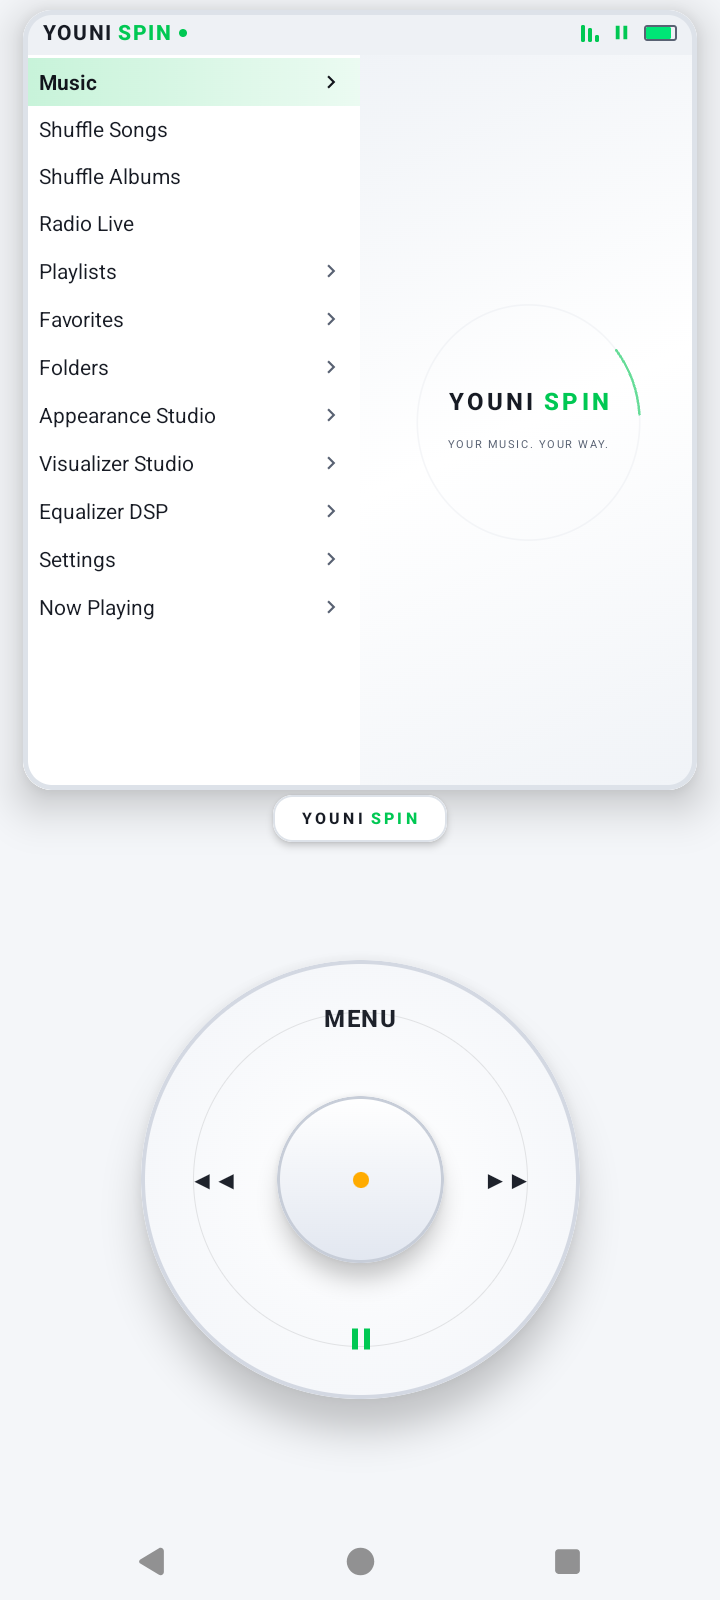 YOUNI SPIN
Music
Shuffle Songs
Shuffle Albums
Radio Live
Playlists
Favorites
Folders
Appearance Studio
Visualizer Studio
Equalizer DSP
Settings
Now Playing
YOUNI SPIN
YOUR MUSIC. YOUR WAY.
YOUNI SPIN
MENU